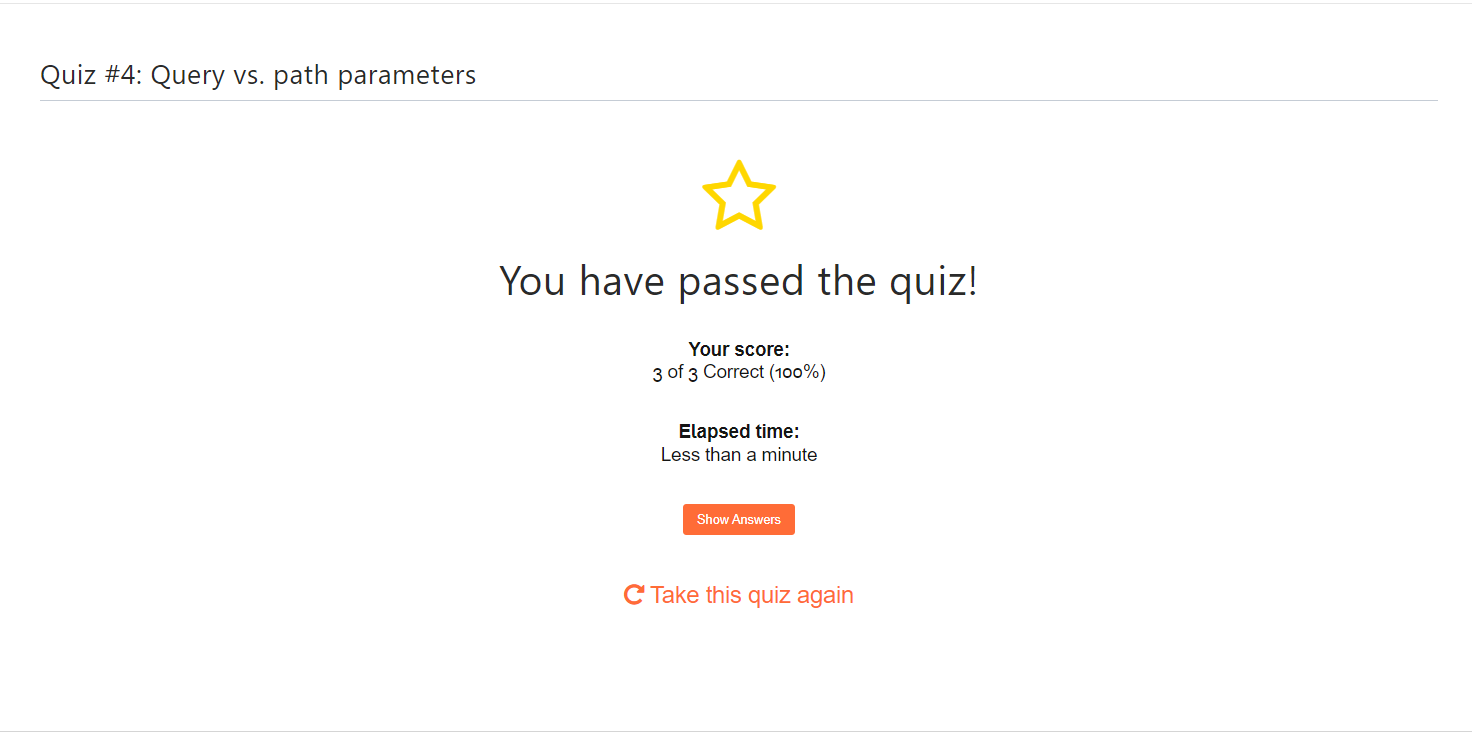 Quiz #4: Query vs. path parameters
You have passed the quiz!
Your score:
3 of 3 Correct (100%)
Elapsed time:
Less than a minute
Show Answers
Take this quiz again